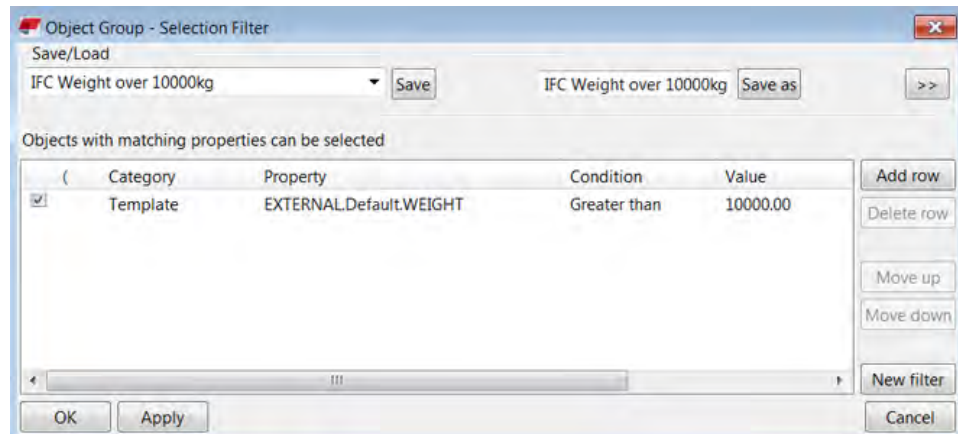 Object Group - Selection Filter
Save/Load
IFC Weight over 10000kg Save IFC Weight over 10000kg Save as >>
Objects with matching properties can be selected
( Category Property Condition Value Add row
Template EXTERNAL.Default.WEIGHT Greater than 10000.00
Delete row
Move up
Move down
New filter
OK Apply Cancel